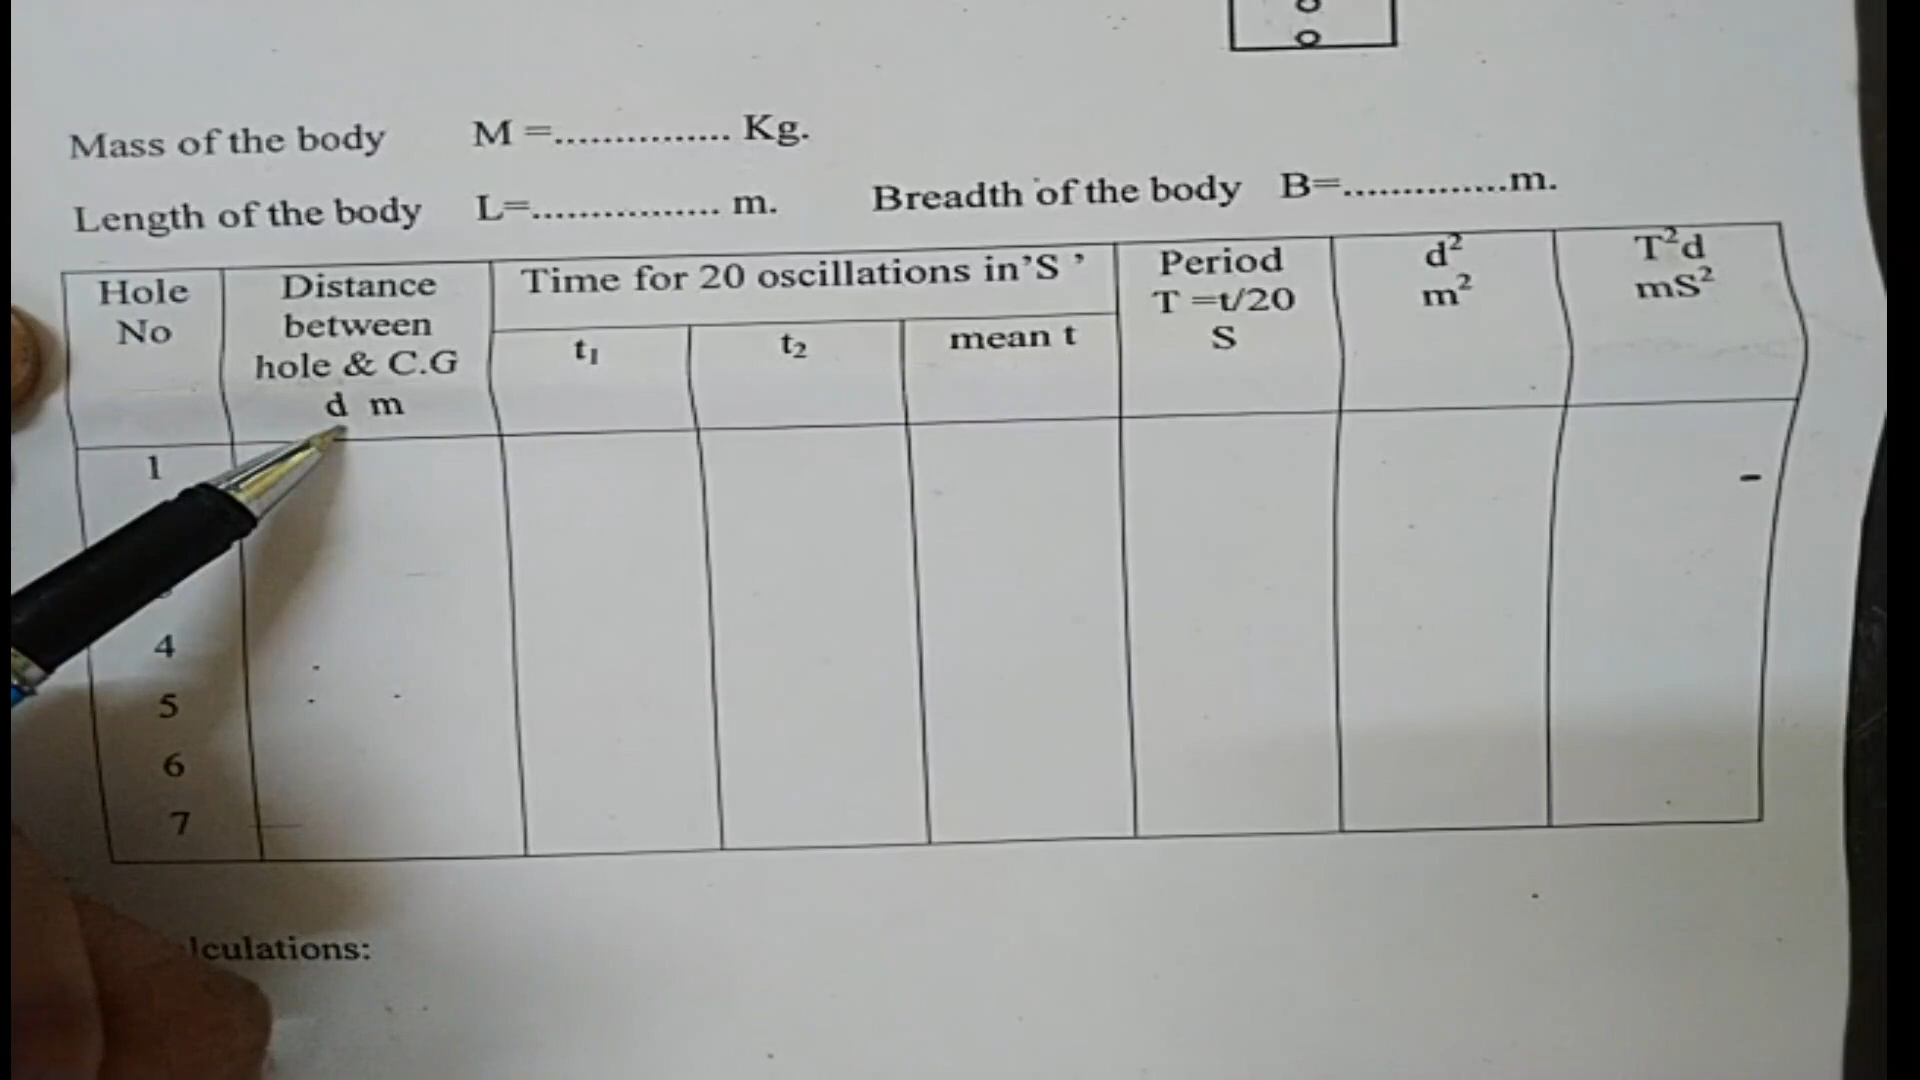 Mass of the body M =............... Kg.
Length of the body L=................ m. Breadth of the body B=..............m.
Hole No
Distance between hole & C.G d m
Time for 20 oscillations in'S '
t₁
t₂
mean t
Period T =t/20 S
d² m²
T²d mS²
1
4
5
6
7
lculations: